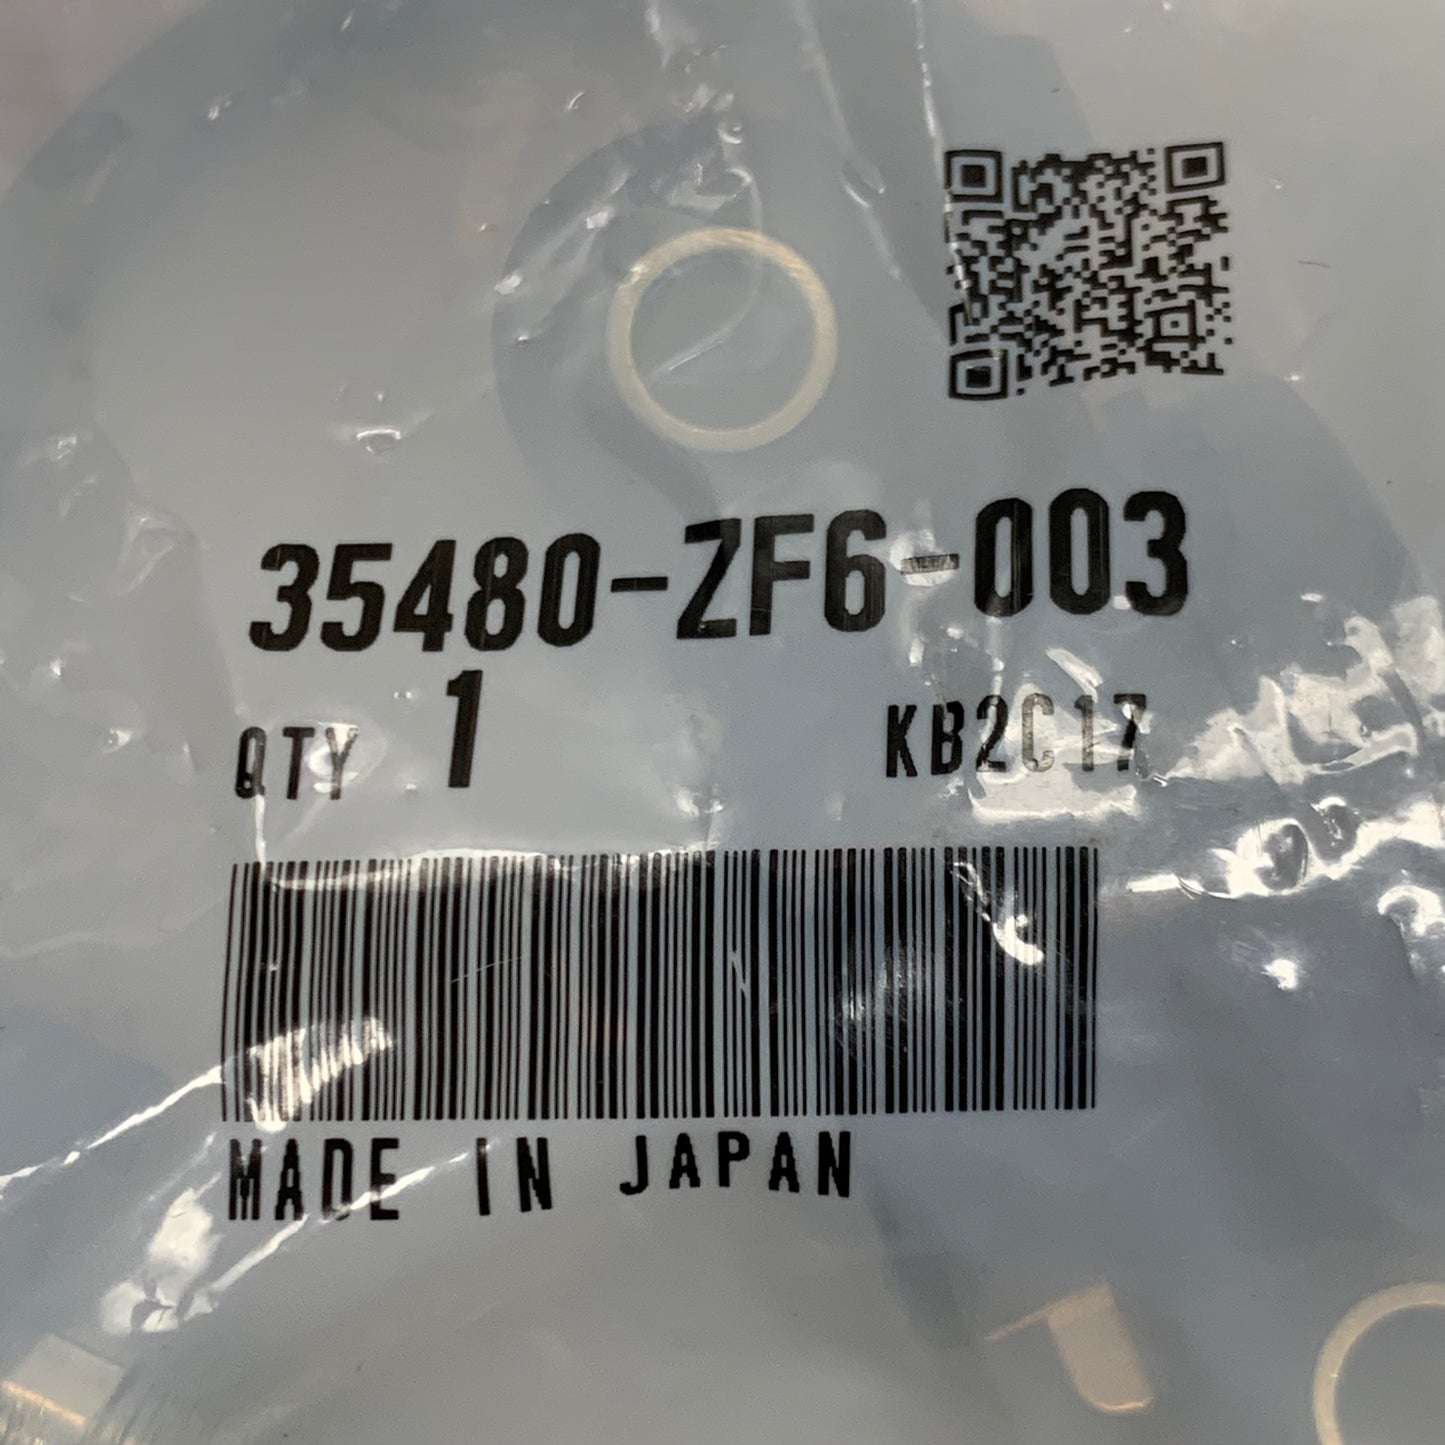 35480-ZF6-003
QTY 1 KB2C17
MADE IN JAPAN